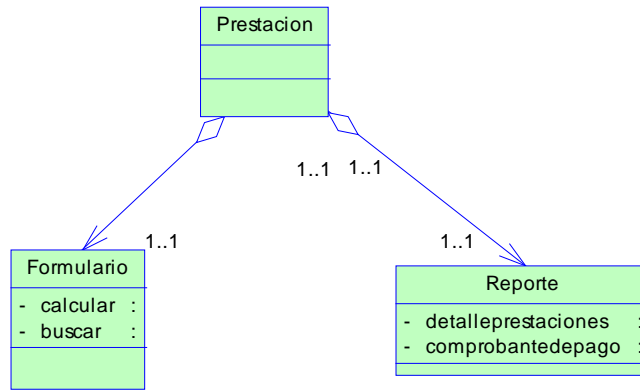 Prestacion
1..1 1..1
1..1
1..1
Formulario
- calcular :
- buscar :
Reporte
- detalleprestaciones :
- comprobantedepago :